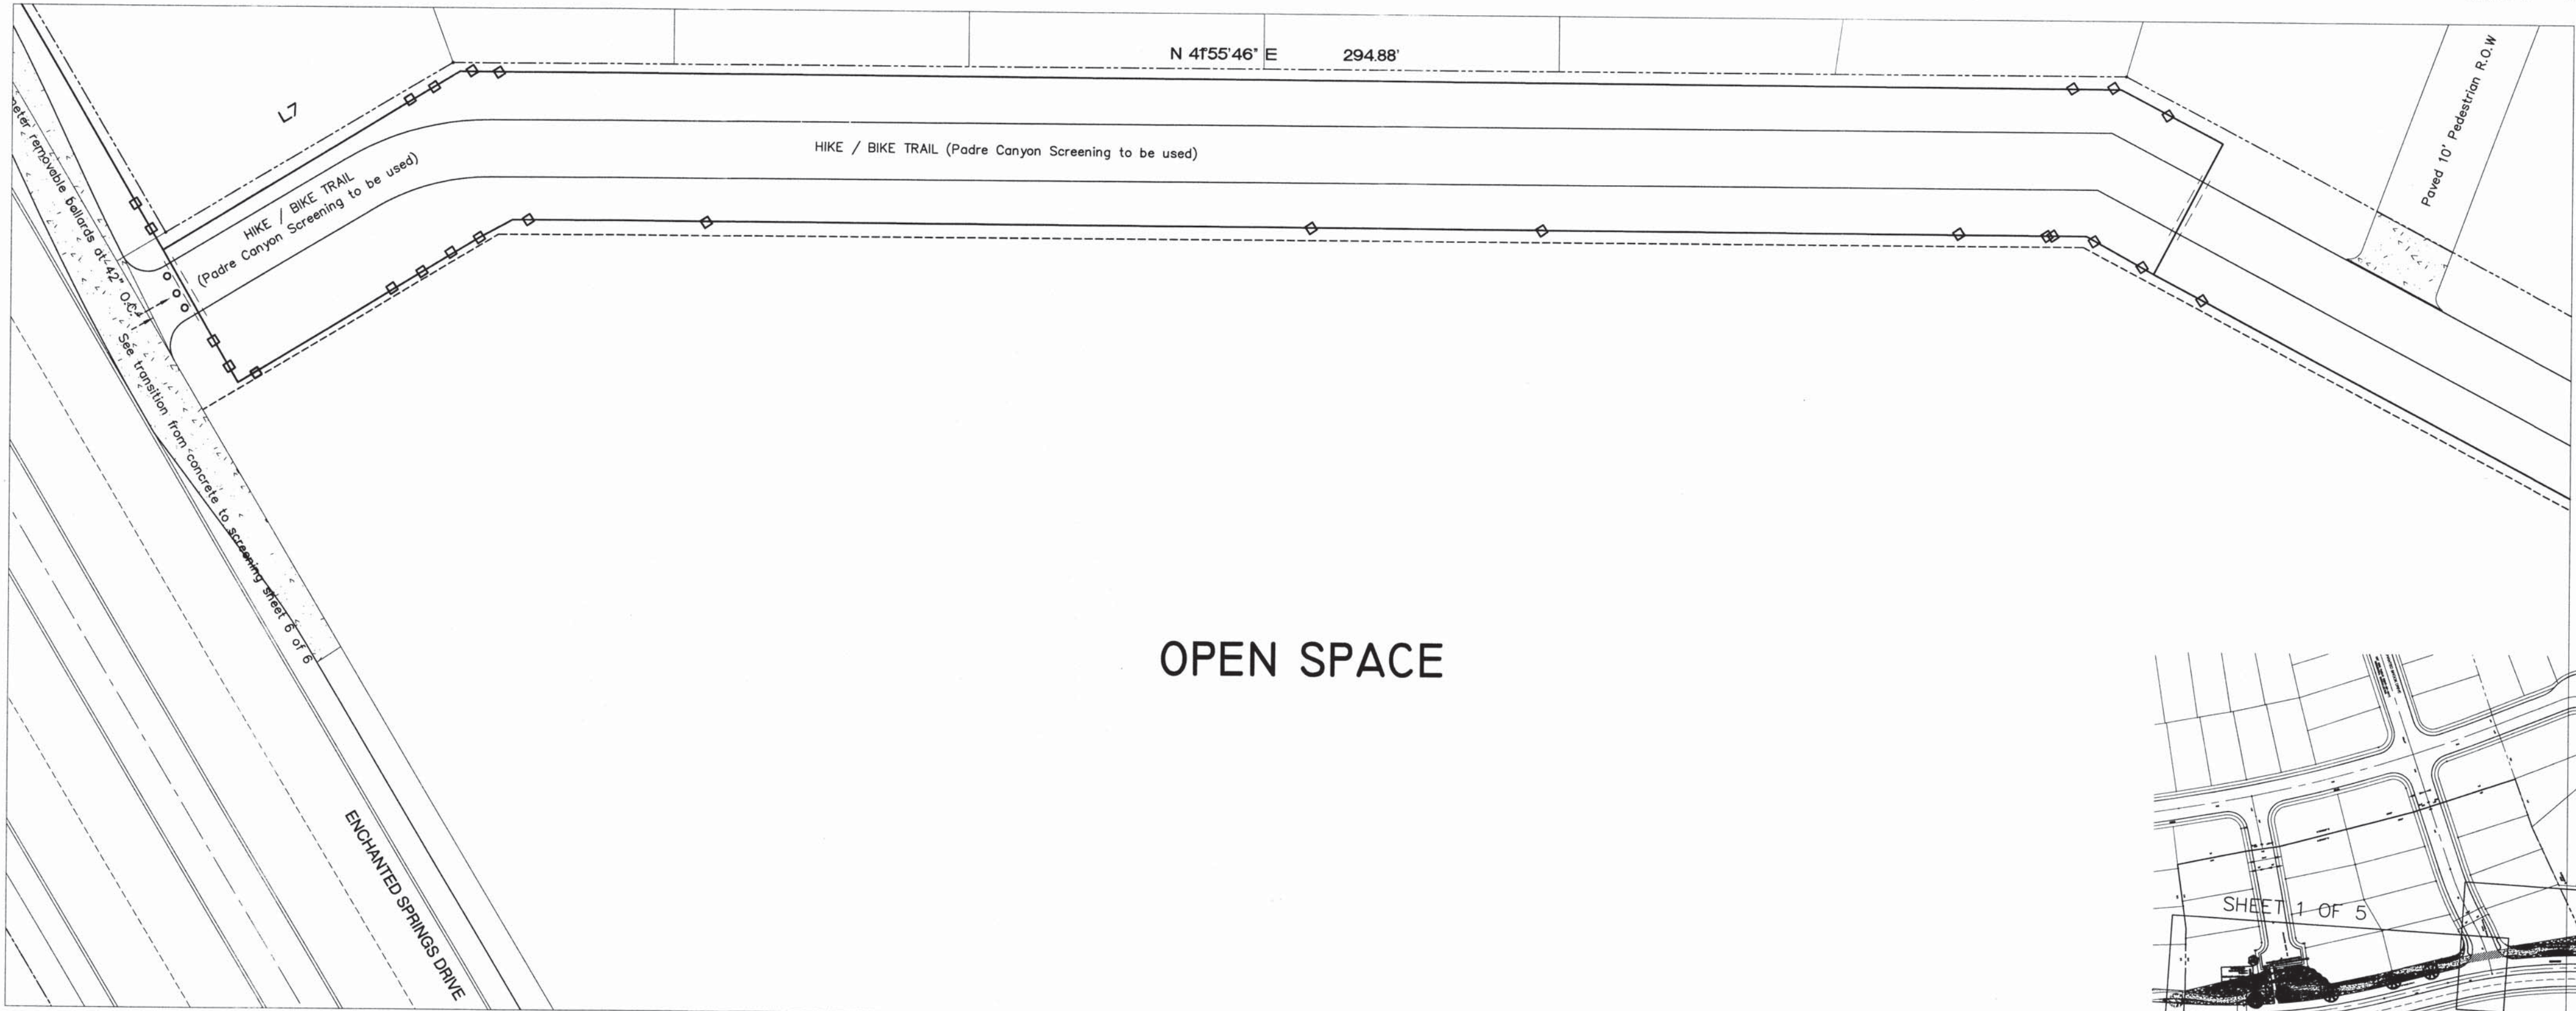 N 41°55'46" E 294.88'
L7
Paved 10' Pedestrian R.O.W
HIKE / BIKE TRAIL (Padre Canyon Screening to be used)
HIKE / BIKE TRAIL
(Padre Canyon Screening to be used)
removable bollards at 42" O.C.
See transition from concrete to screening sheet 6 of 6
OPEN SPACE
ENCHANTED SPRINGS DRIVE
SHEET 1 OF 5